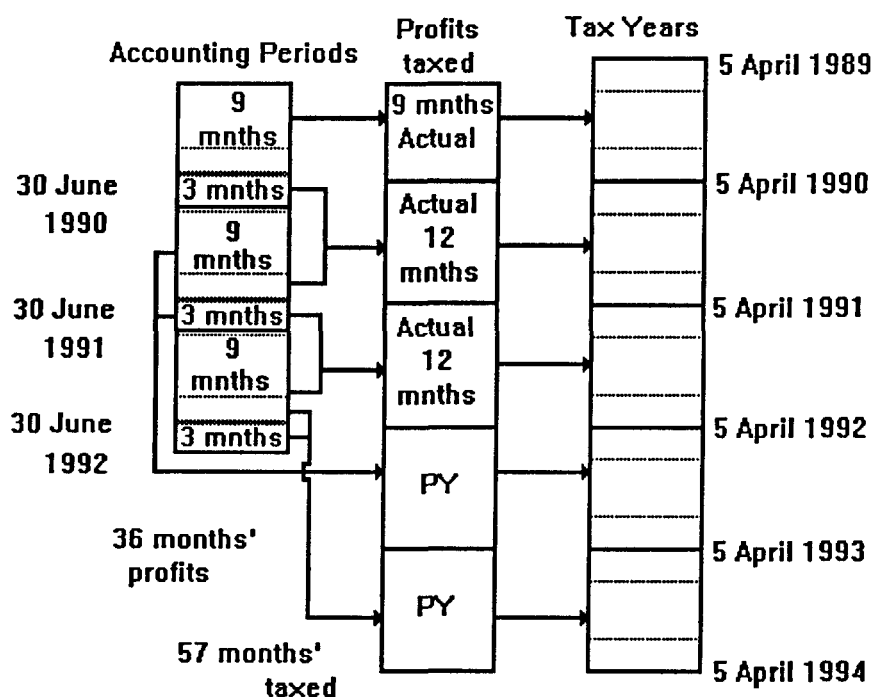 Accounting Periods
Profits
taxed
Tax Years
9
mnths
3 mnths
9
mnths
3 mnths
9
mnths
3 mnths
30 June
1990
30 June
1991
30 June
1992
9 mnths
Actual
Actual
12
mnths
Actual
12
mnths
PY
PY
5 April 1989
5 April 1990
5 April 1991
5 April 1992
5 April 1993
5 April 1994
36 months'
profits
57 months'
taxed